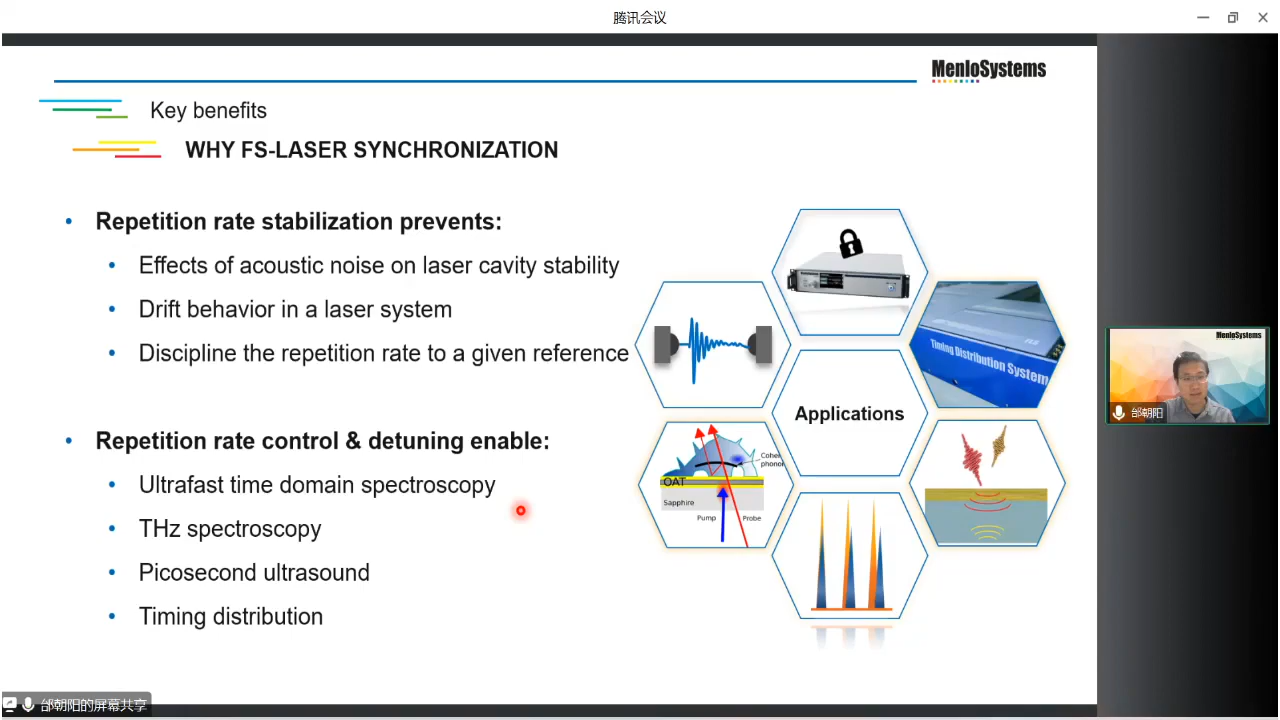 腾讯会议
MenloSystems
Key benefits
WHY FS-LASER SYNCHRONIZATION
• Repetition rate stabilization prevents:
• Effects of acoustic noise on laser cavity stability
• Drift behavior in a laser system
• Discipline the repetition rate to a given reference
• Repetition rate control & detuning enable:
• Ultrafast time domain spectroscopy
• THz spectroscopy
• Picosecond ultrasound
• Timing distribution
Timing Distribution System
Applications
Coher
phonon
OAT
Sapphire
Pump
Probe
MenloSystems
邰朝阳
邰朝阳的屏幕共享